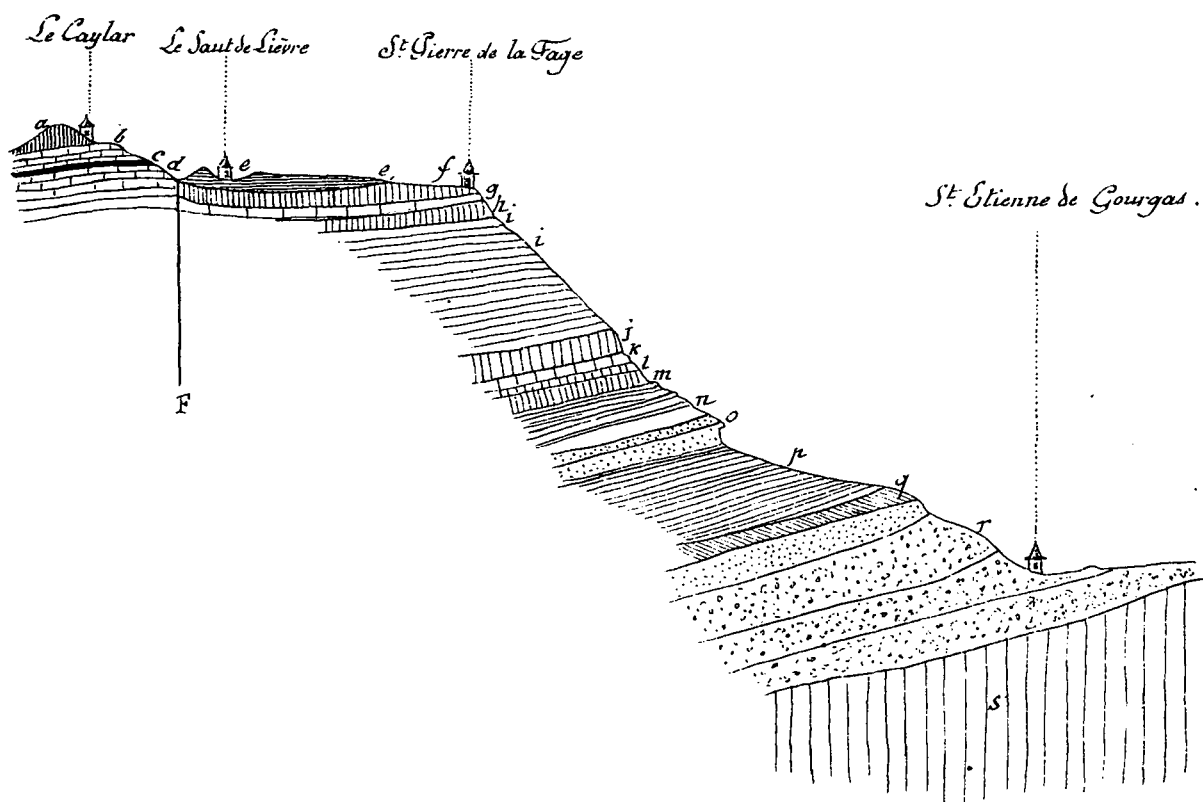 Le Caylar
Le Saut de Lièvre
St. Pierre de la Fage
St. Etienne de Gourgas.
a
b
c
d
e
e,
f
g
h
i
i
j
k
l
m
n
o
p
q
r
s
F